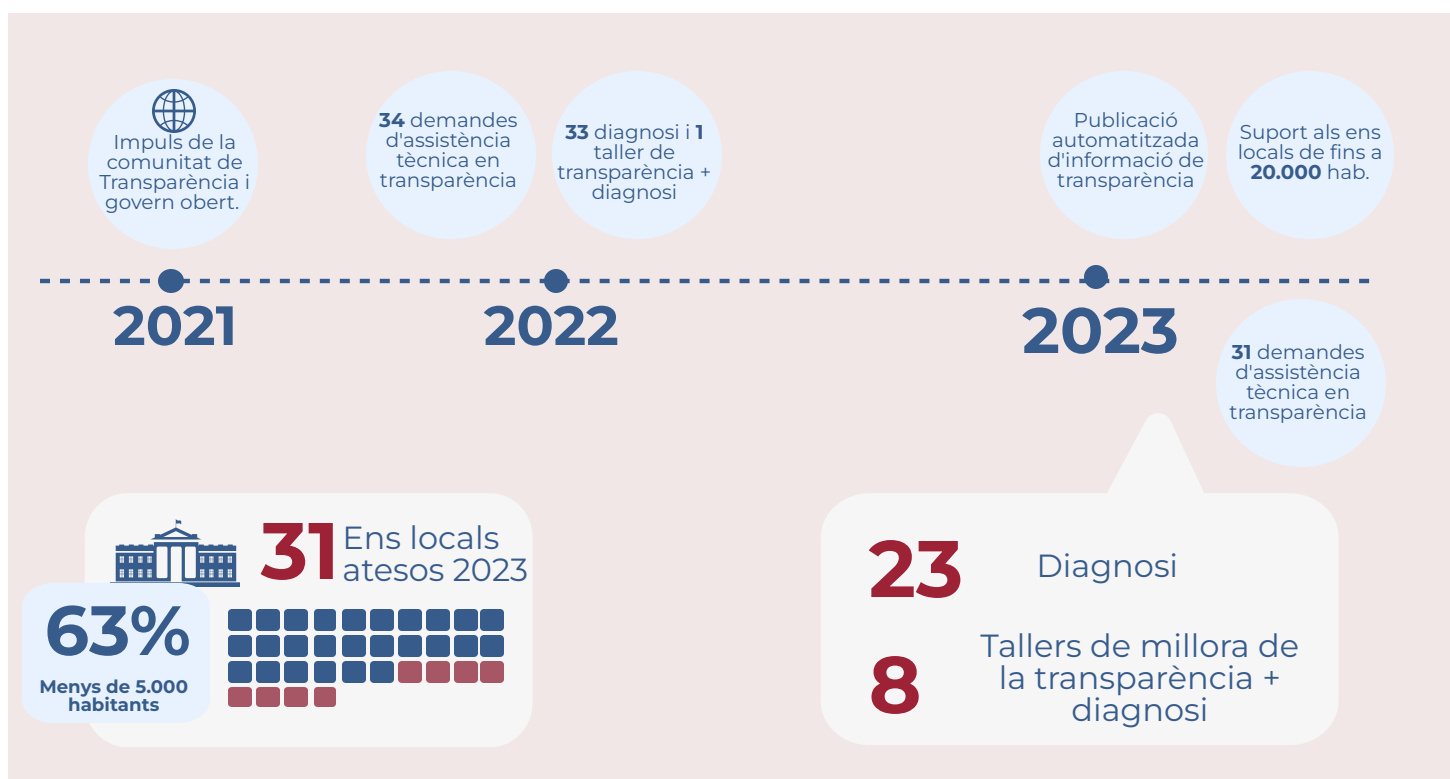 Impuls de la
comunitat de
Transparència i
govern obert.
34 demandes
d'assistència
tècnica en
transparència
33 diagnosi i 1
taller de
transparència +
diagnosi
Publicació
automatitzada
d'informació de
transparència
Suport als ens
locals de fins a
20.000 hab.
2021
2022
2023
31 demandes
d'assistència
tècnica en
transparència
31 Ens locals
atesos 2023
63%
Menys de 5.000
habitants
23 Diagnosi
8 Tallers de millora de
la transparència +
diagnosi